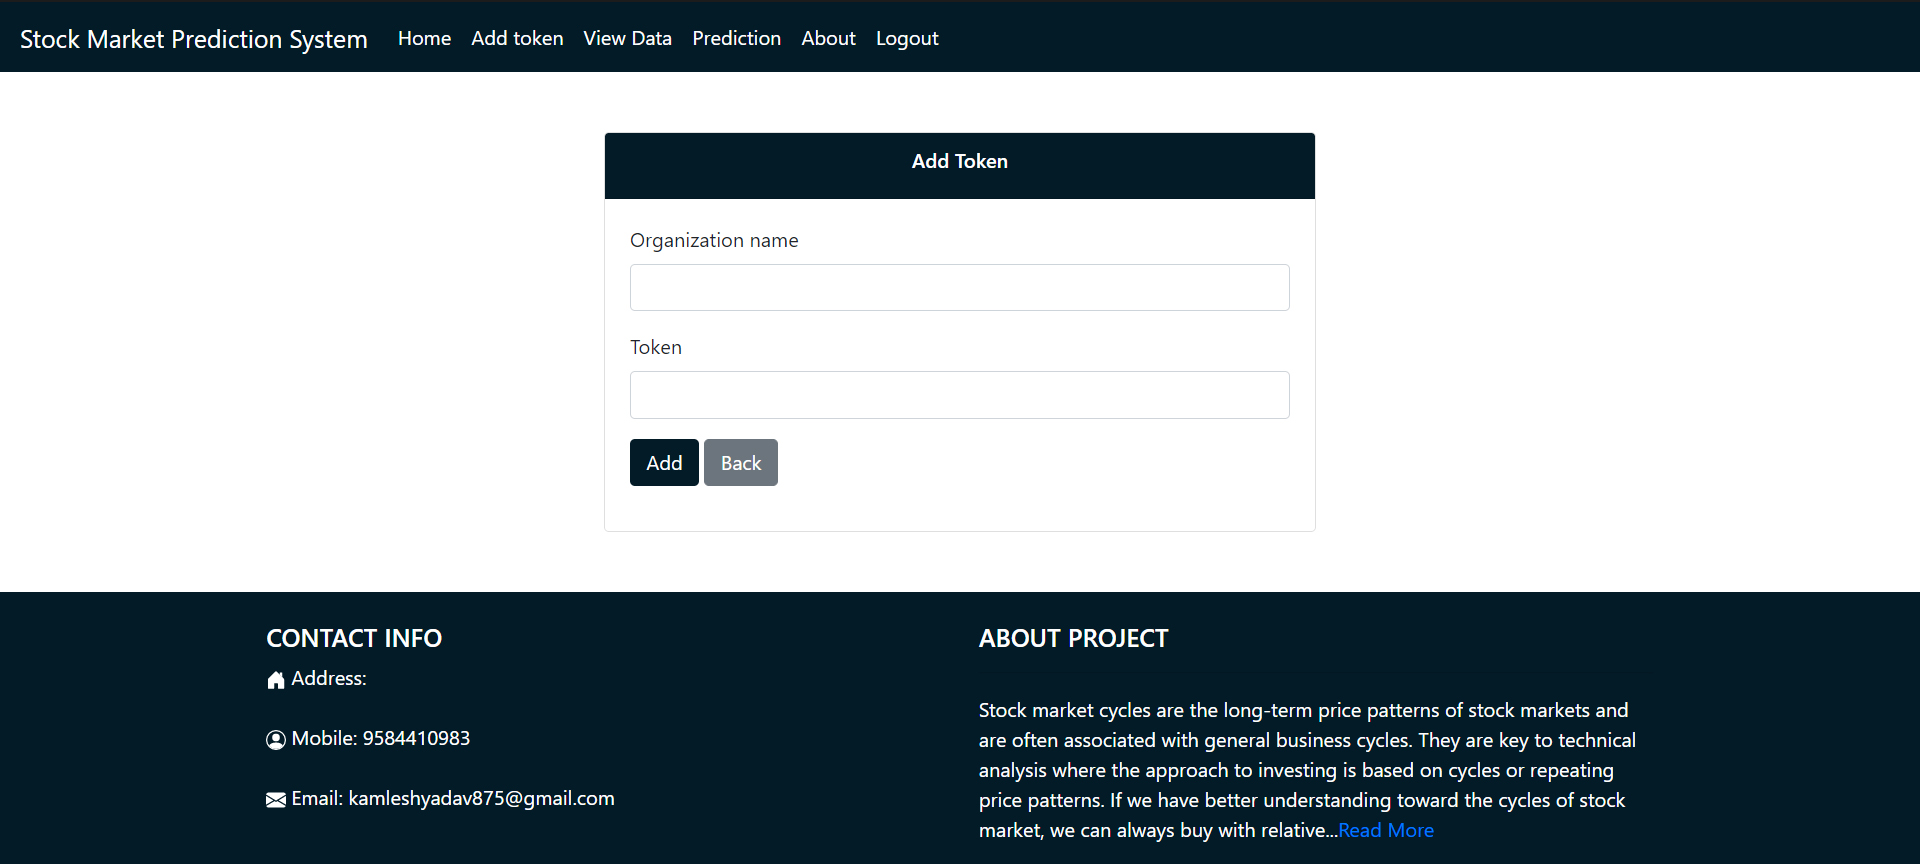 Stock Market Prediction System Home Add token View Data Prediction About Logout
Add Token
Organization name
Token
Add Back
CONTACT INFO
Address:
Mobile: 9584410983
Email: kamleshyadav875@gmail.com
ABOUT PROJECT
Stock market cycles are the long-term price patterns of stock markets and
are often associated with general business cycles. They are key to technical
analysis where the approach to investing is based on cycles or repeating
price patterns. If we have better understanding toward the cycles of stock
market, we can always buy with relative...Read More